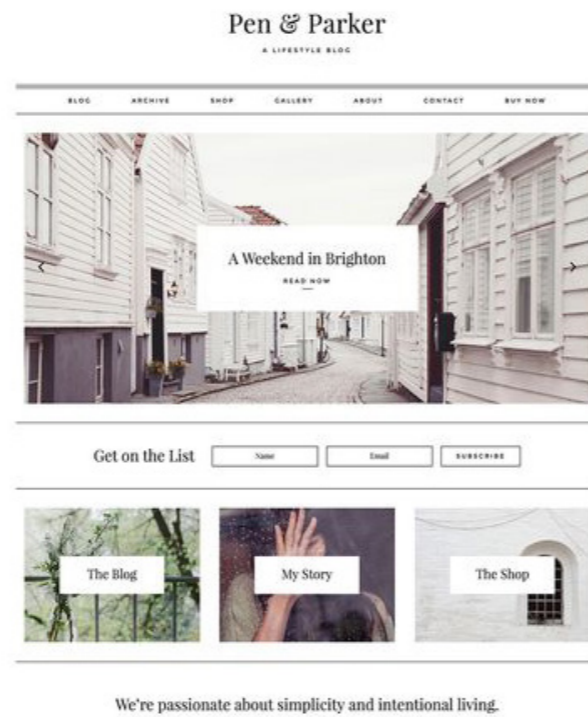 Pen & Parker
A LIFESTYLE BLOG
BLOG ARCHIVE SHOP GALLERY ABOUT CONTACT BUY NOW
A Weekend in Brighton
READ NOW
Get on the List Name Email SUBSCRIBE
The Blog My Story The Shop
We're passionate about simplicity and intentional living.